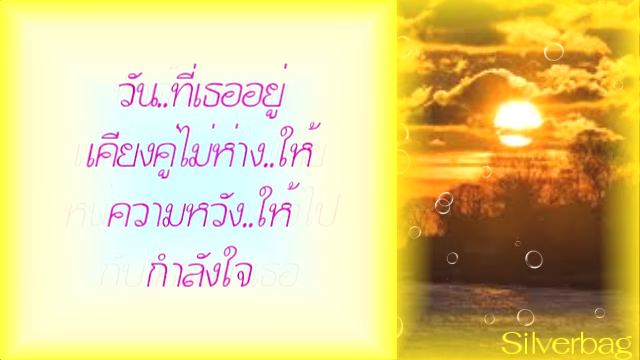 วัน..ที่เธออยู่
เคียงคู่ไม่ห่าง..ให้
ความหวัง..ให้
กำลังใจ
Silverbag